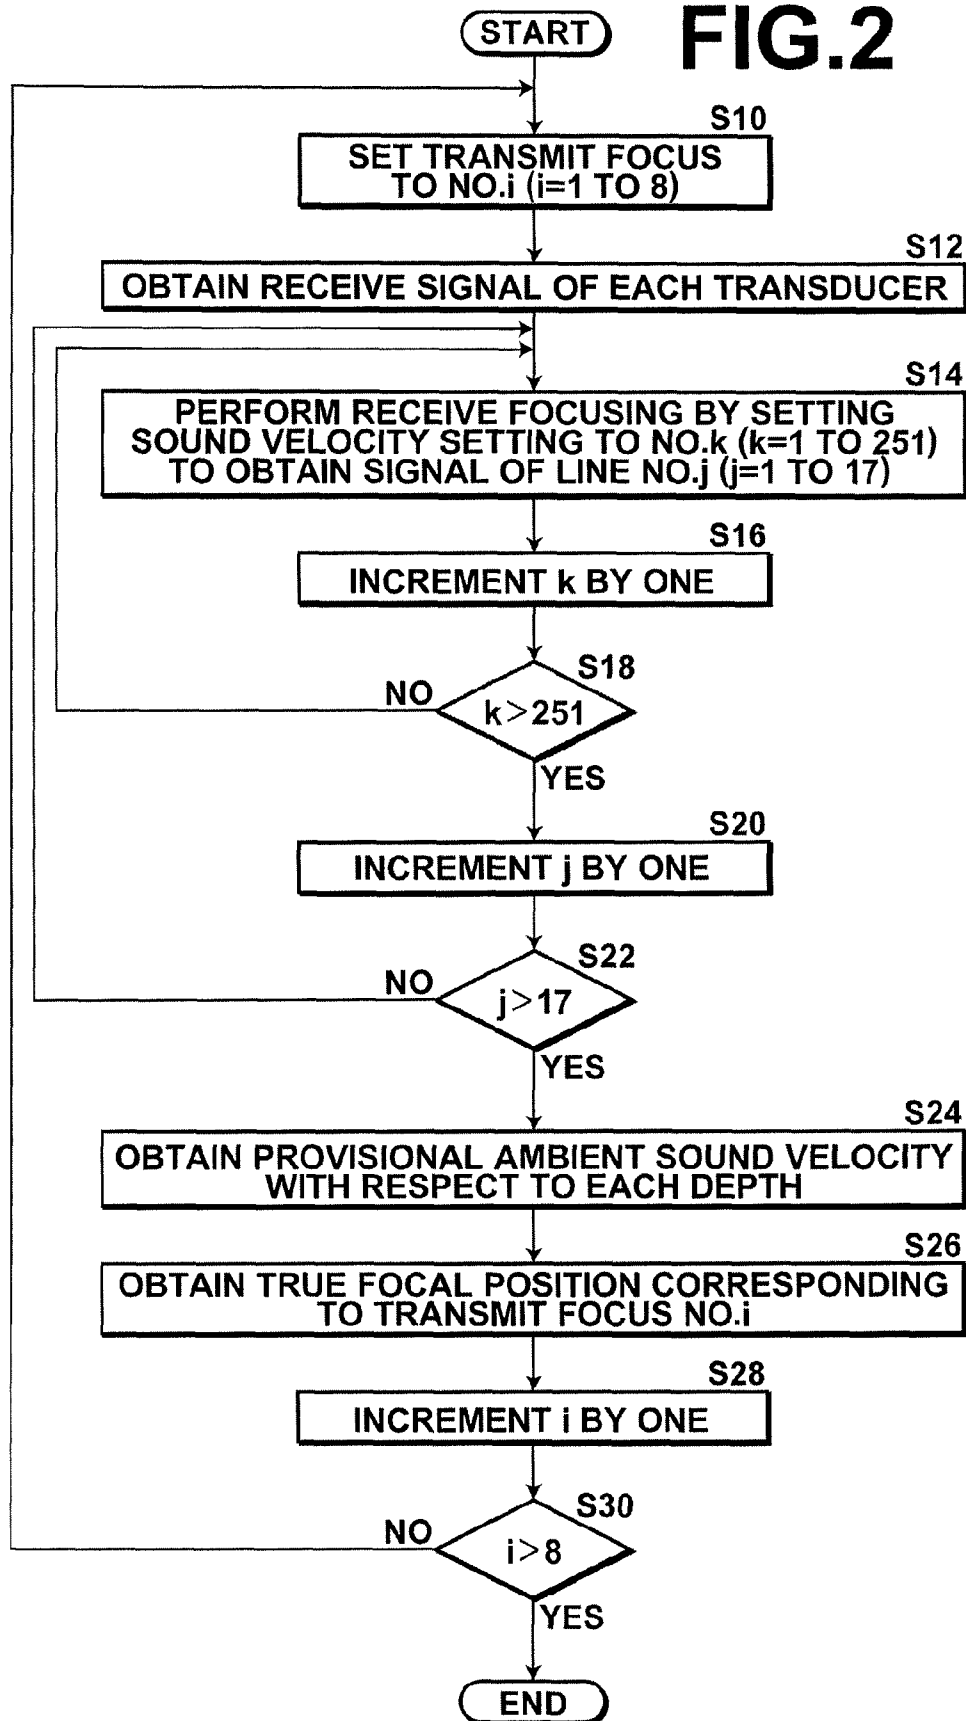 FIG.2
START
S10
SET TRANSMIT FOCUS
TO NO.i (i=1 TO 8)
S12
OBTAIN RECEIVE SIGNAL OF EACH TRANSDUCER
S14
PERFORM RECEIVE FOCUSING BY SETTING
SOUND VELOCITY SETTING TO NO.k (k=1 TO 251)
TO OBTAIN SIGNAL OF LINE NO.j (j=1 TO 17)
S16
INCREMENT k BY ONE
S18
NO
k>251
YES
S20
INCREMENT j BY ONE
S22
NO
j>17
YES
S24
OBTAIN PROVISIONAL AMBIENT SOUND VELOCITY
WITH RESPECT TO EACH DEPTH
S26
OBTAIN TRUE FOCAL POSITION CORRESPONDING
TO TRANSMIT FOCUS NO.i
S28
INCREMENT i BY ONE
S30
NO
i>8
YES
END